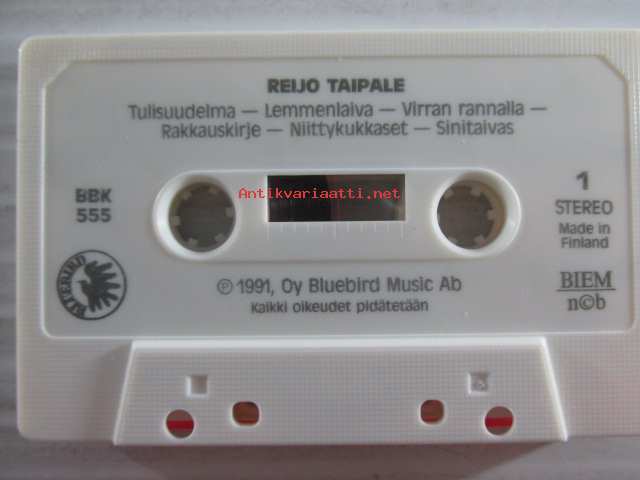 REIJO TAIPALE
Tulisuudelma — Lemmenlaiva — Virran rannalla —
Rakkauskirje — Niittykukkaset — Sinitaivas
Antikvariaatti.net
BBK
555
1
STEREO
Made in
Finland
BLUEBIRD
℗ 1991, Oy Bluebird Music Ab
Kaikki oikeudet pidätetään
BIEM
n©b